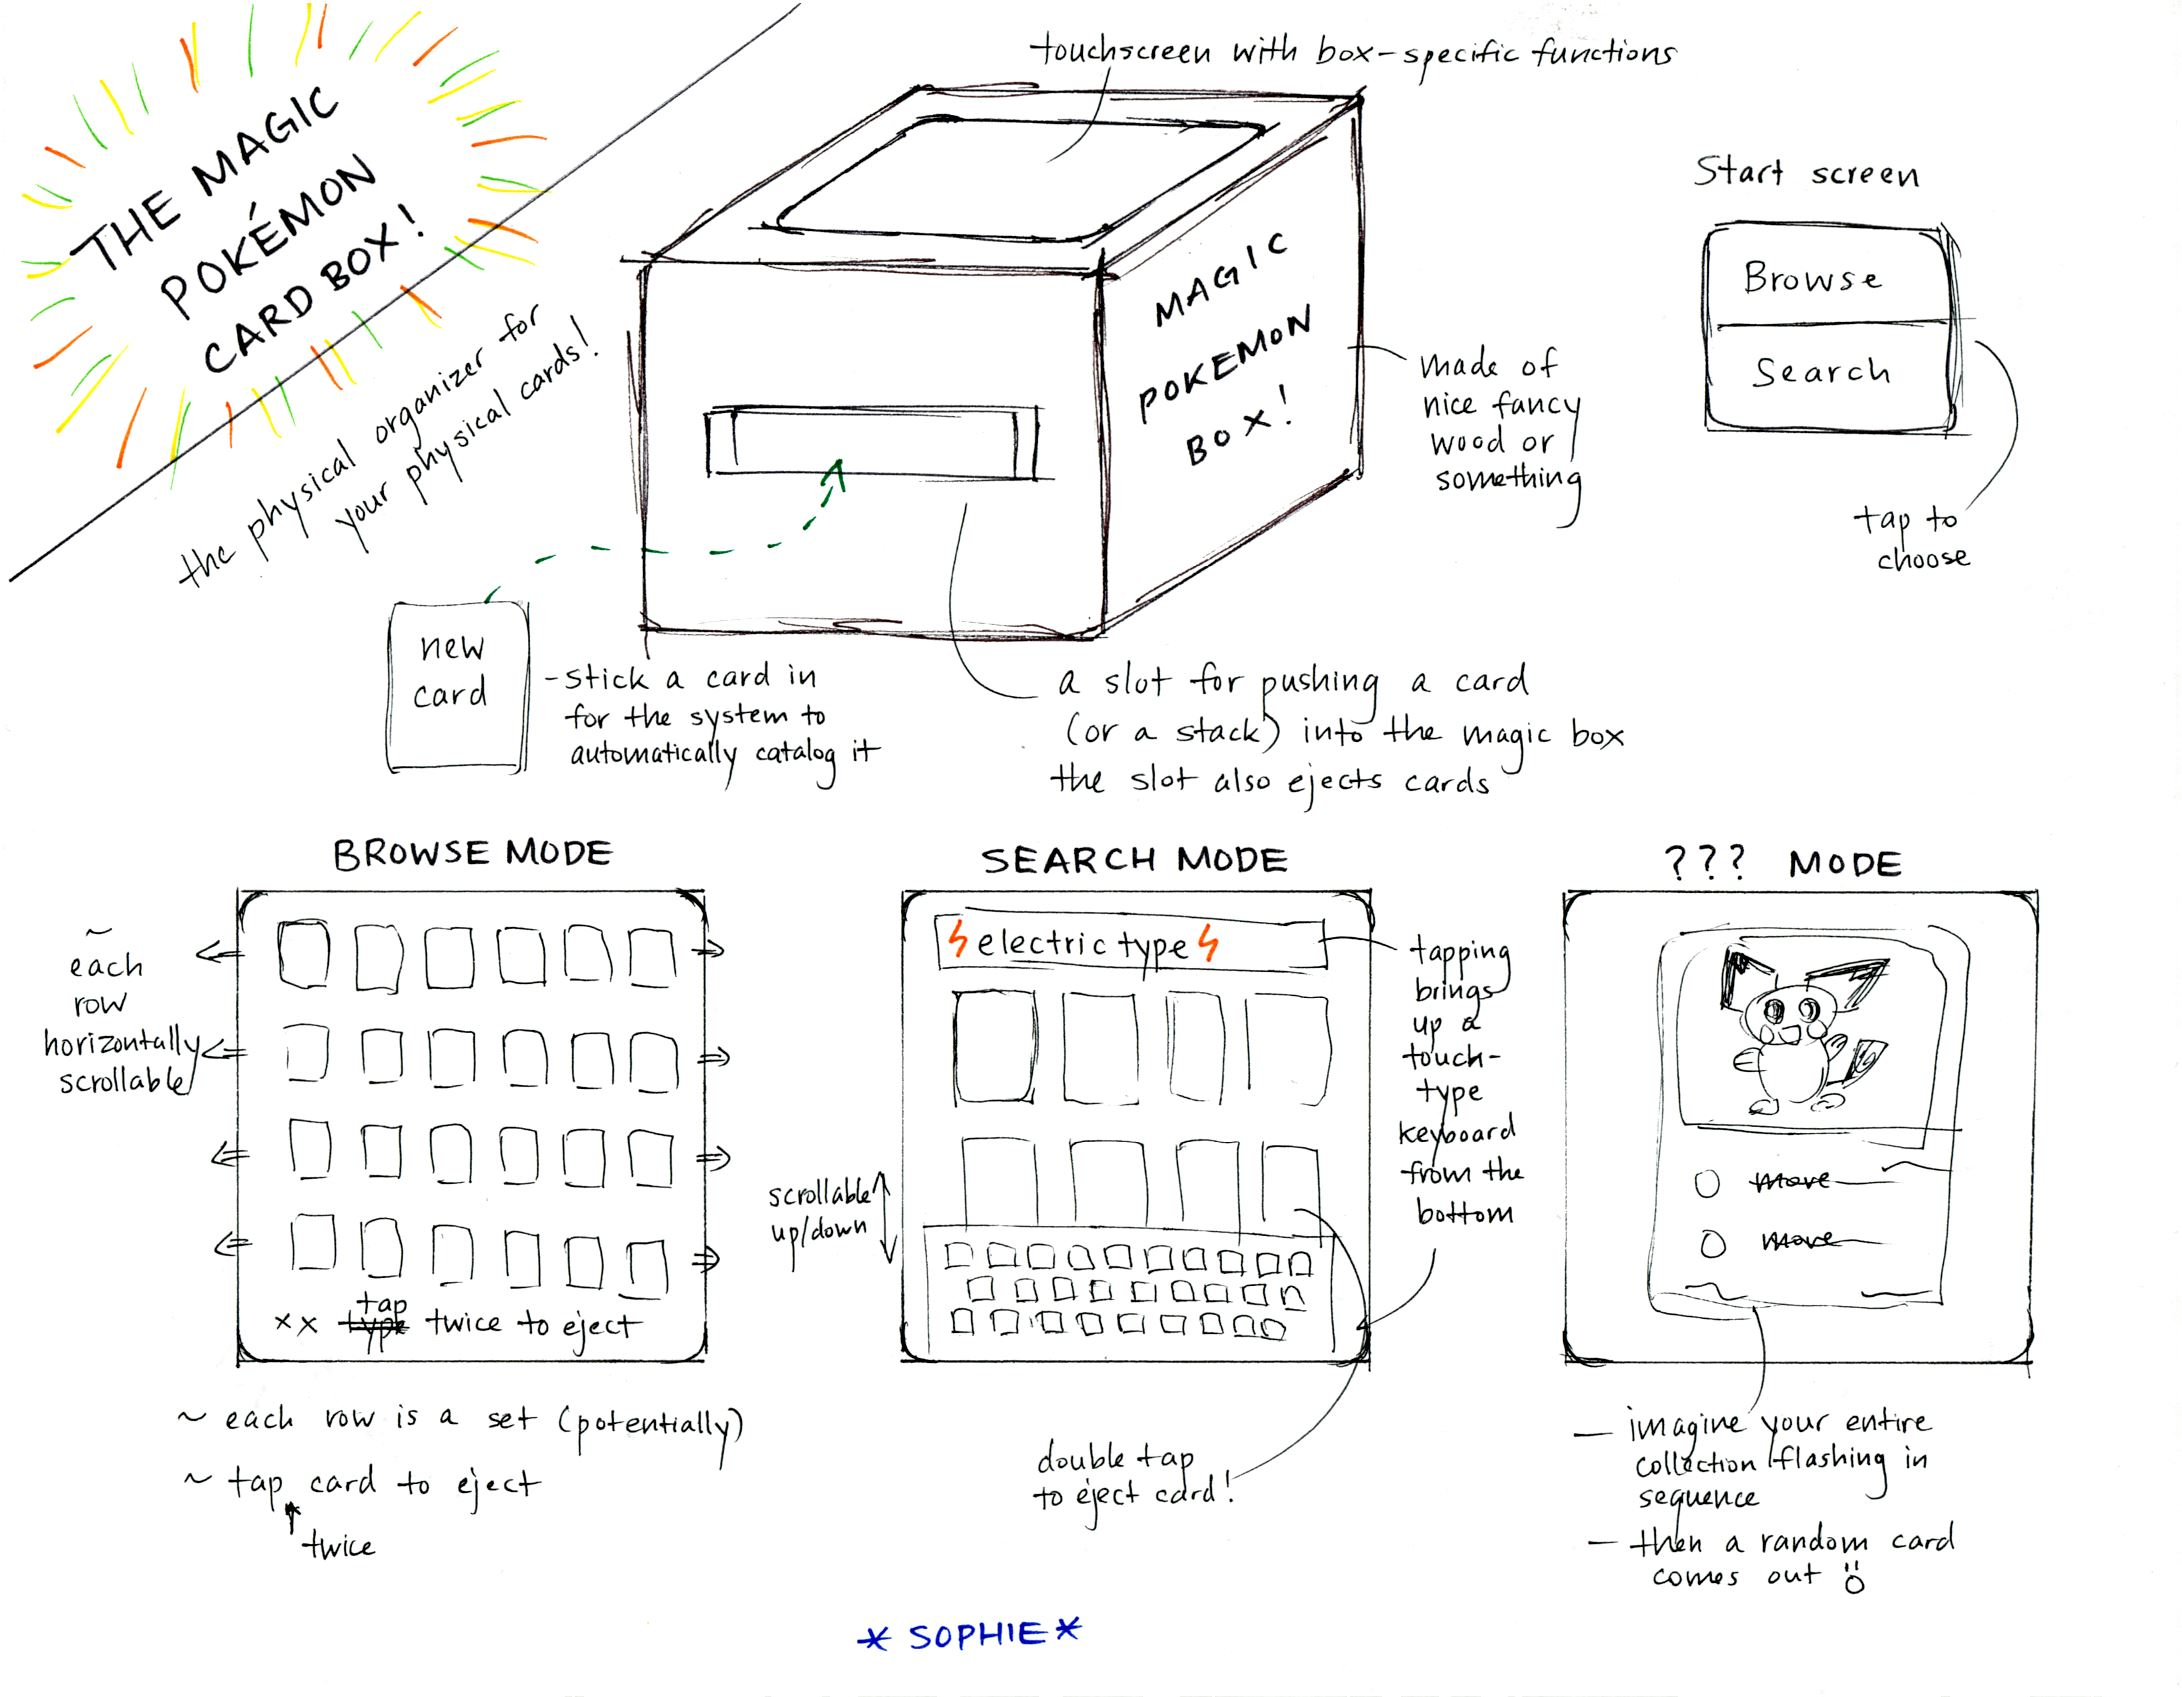 THE MAGIC
POKÉMON
CARD BOX!
the physical organizer for
your physical cards!
touchscreen with box-specific functions
MAGIC
POKEMON
BOX!
made of
nice fancy
wood or
something
Start screen
Browse
Search
tap to
choose
new
card
-stick a card in
for the system to
automatically catalog it
a slot for pushing a card
(or a stack) into the magic box
the slot also ejects cards
BROWSE MODE
~
each
row
horizontally
scrollable
tap
xx type twice to eject
~ each row is a set (potentially)
~ tap card to eject
twice
SEARCH MODE
electric type
scrollable
up/down
tapping
brings
up a
touch-
type
keyboard
from the
bottom
double tap
to eject card!
??? MODE
move
move
— imagine your entire
collection flashing in
sequence
— then a random card
comes out
* SOPHIE *